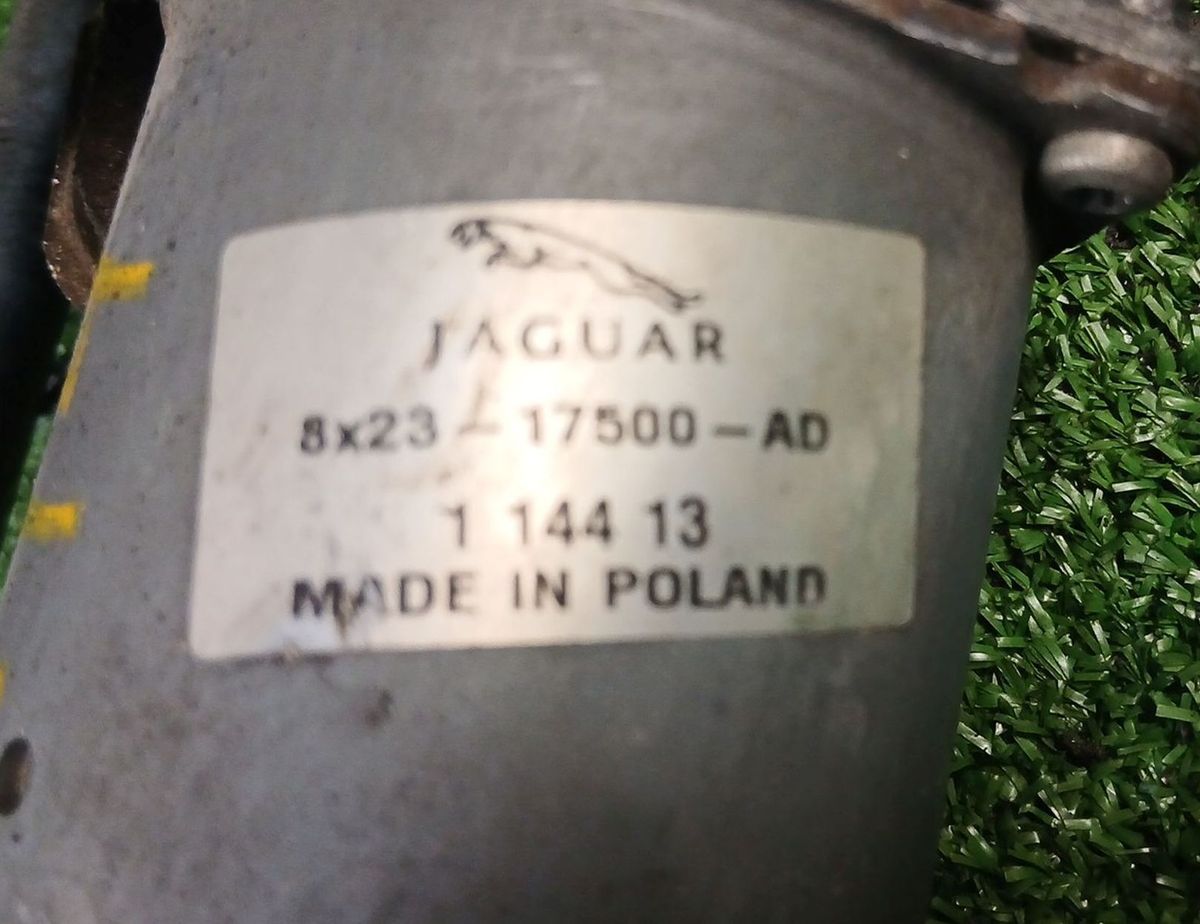 JAGUAR
8x23 - 17500 - AD
1 144 13
MADE IN POLAND